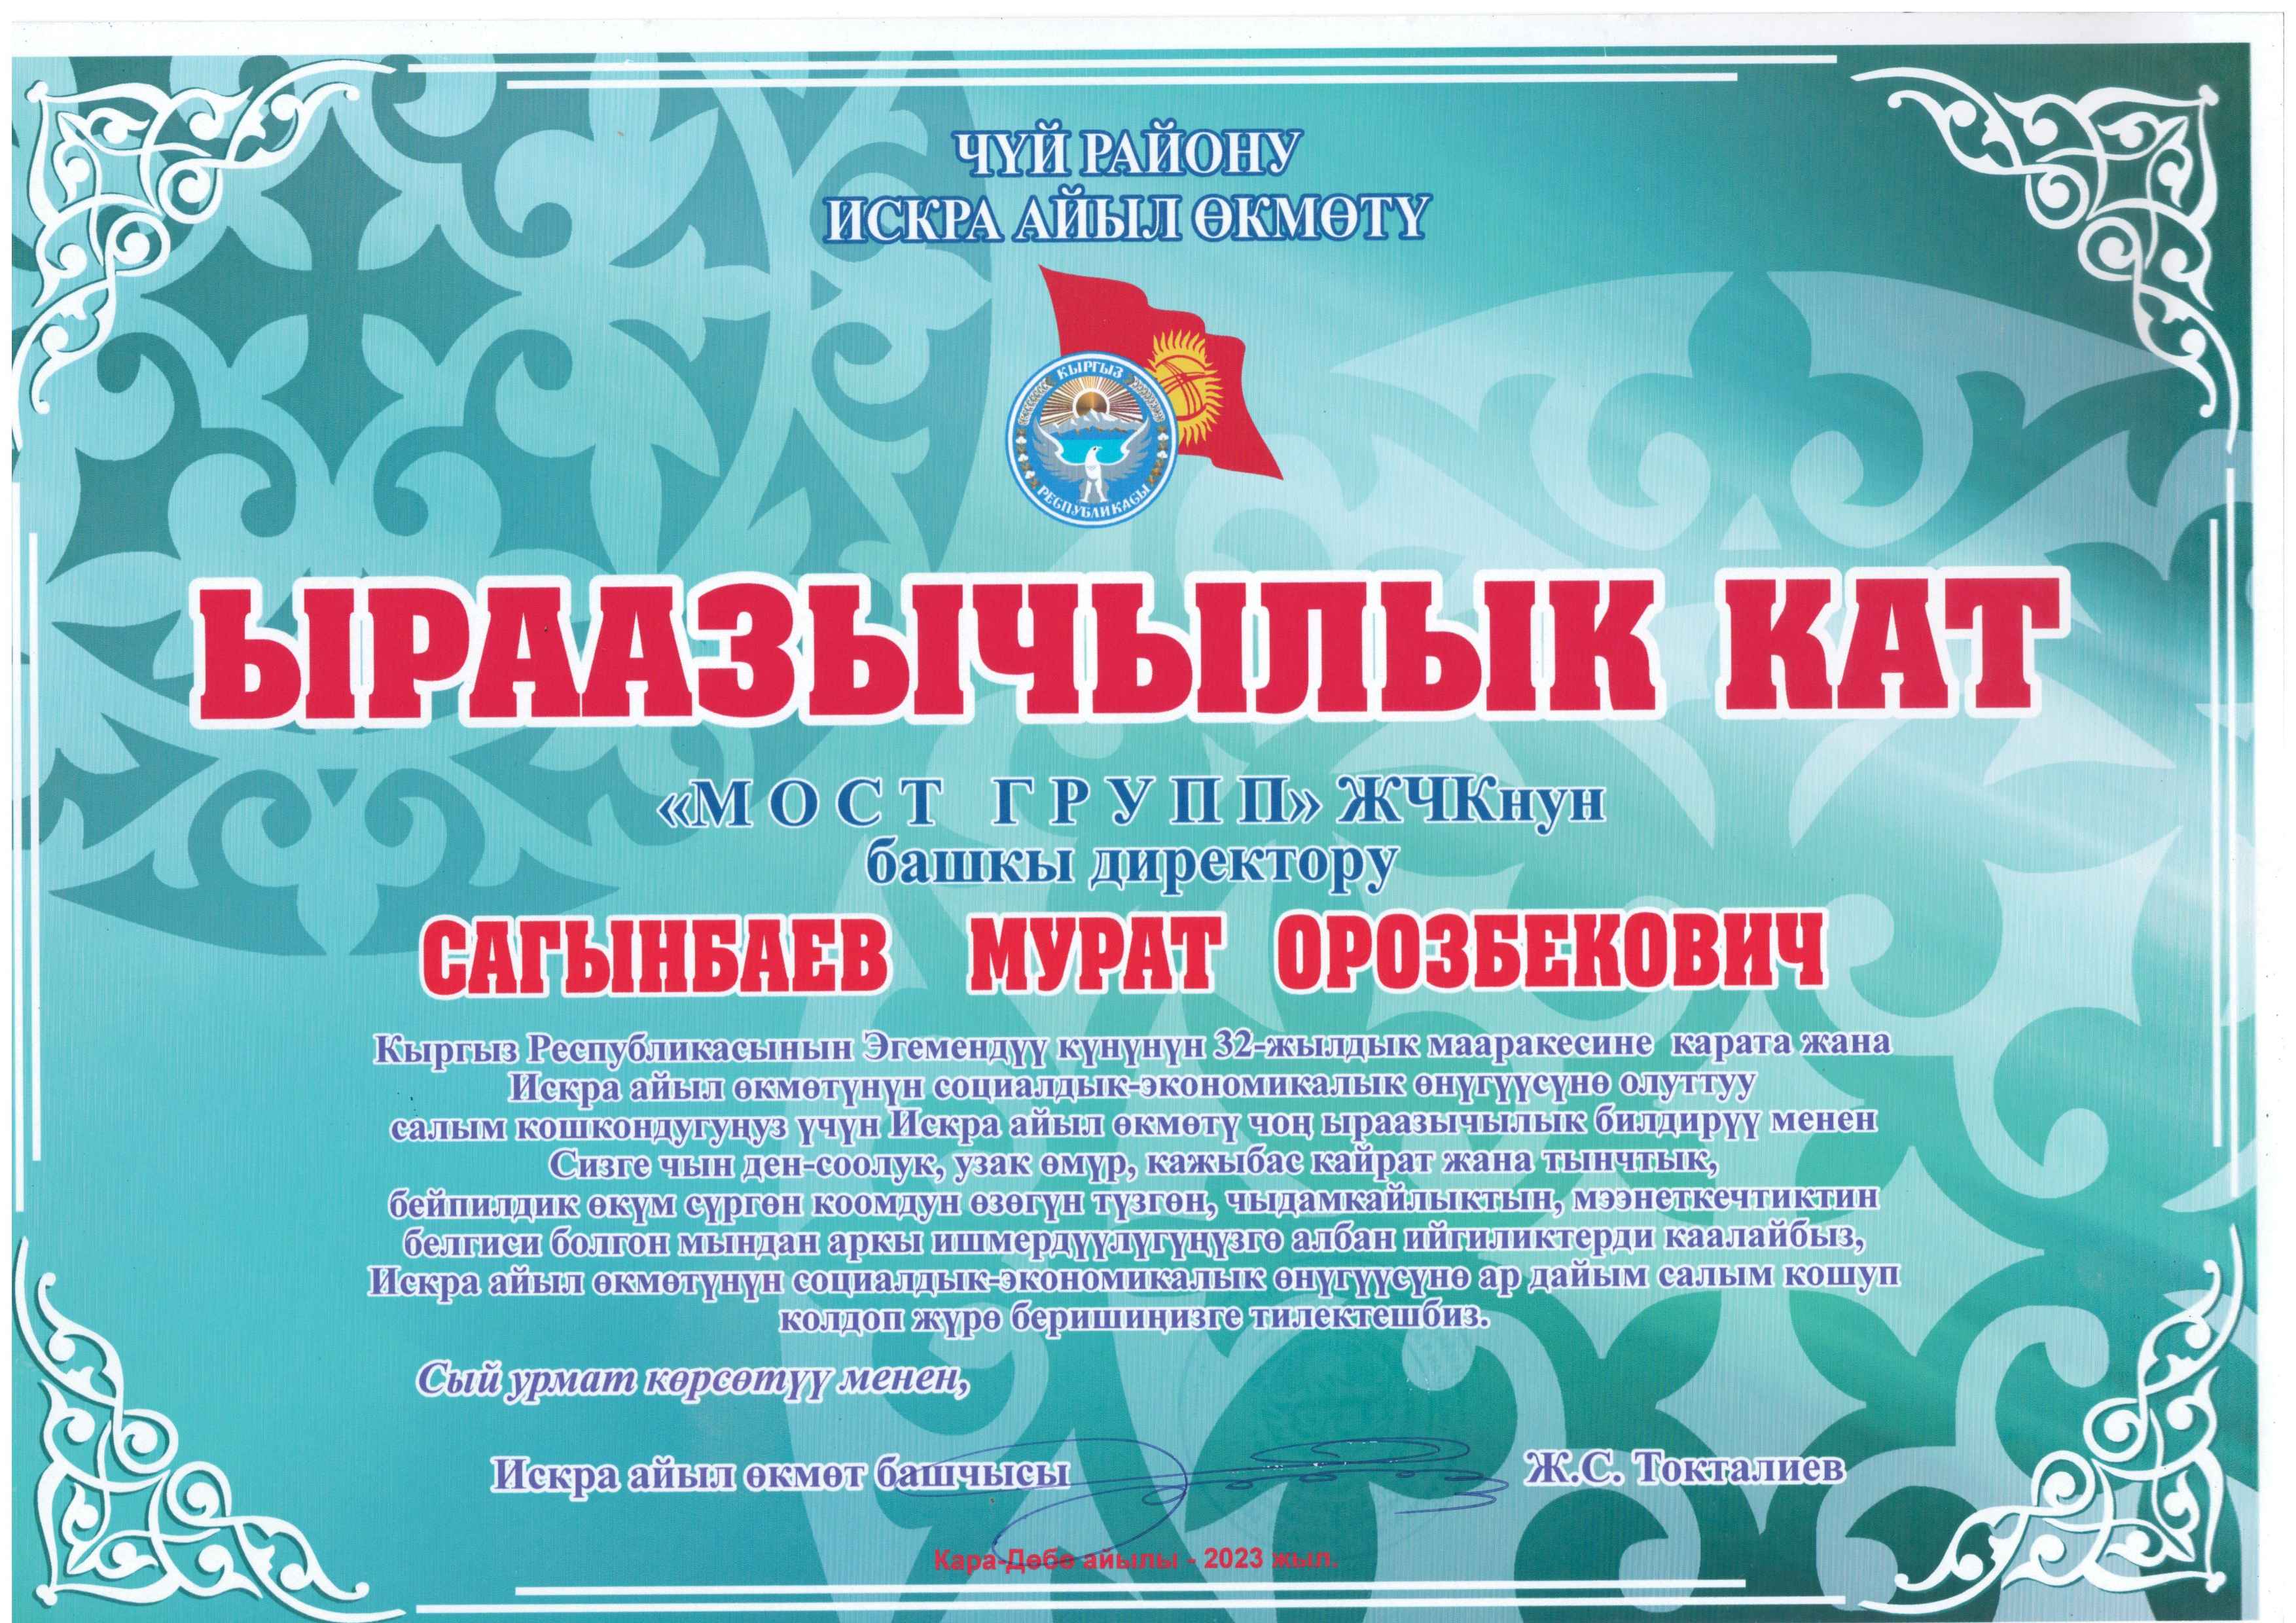 ЧҮЙ РАЙОНУ
ИСКРА АЙЫЛ ӨКМӨТҮ
КЫРГЫЗ
РЕСПУБЛИКАСЫ
ЫРААЗЫЧЫЛЫК КАТ
«МОСТ ГРУПП» ЖЧКнун
башкы директору
САГЫНБАЕВ МУРАТ ОРОЗБЕКОВИЧ
Кыргыз Республикасынын Эгемендүү күнүнүн 32-жылдык мааракесине карата жана
Искра айыл өкмөтүнүн социалдык-экономикалык өнүгүүсүнө олуттуу
салым кошкондугуңуз үчүн Искра айыл өкмөтү чоң ыраазычылык билдирүү менен
Сизге чын ден-соолук, узак өмүр, кажыбас кайрат жана тынчтык,
бейпилдик өкүм сүргөн коомдун өзөгүн түзгөн, чыдамкайлыктын, мээнеткечтиктин
белгиси болгон мындан аркы ишмердүүлүгүңүзгө албан ийгиликтерди каалайбыз,
Искра айыл өкмөтүнүн социалдык-экономикалык өнүгүүсүнө ар дайым салым кошуп
колдоп жүрө беришиңизге тилектешбиз.
Сый урмат көрсөтүү менен,
Искра айыл өкмөт башчысы Ж.С. Токталиев
Кара-Дөбө айылы - 2023 жыл.